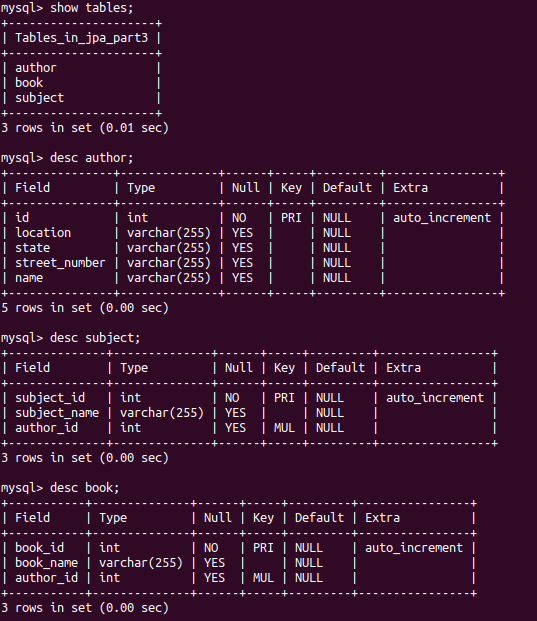 mysql> show tables;
+---------------------+
| Tables_in_jpa_part3 |
+---------------------+
| author              |
| book                |
| subject             |
+---------------------+
3 rows in set (0.01 sec)
mysql> desc author;
+---------------+--------------+------+-----+---------+----------------+
| Field         | Type         | Null | Key | Default | Extra          |
+---------------+--------------+------+-----+---------+----------------+
| id            | int          | NO   | PRI | NULL    | auto_increment |
| location      | varchar(255) | YES  |     | NULL    |                |
| state         | varchar(255) | YES  |     | NULL    |                |
| street_number | varchar(255) | YES  |     | NULL    |                |
| name          | varchar(255) | YES  |     | NULL    |                |
+---------------+--------------+------+-----+---------+----------------+
5 rows in set (0.00 sec)
mysql> desc subject;
+--------------+--------------+------+-----+---------+----------------+
| Field        | Type         | Null | Key | Default | Extra          |
+--------------+--------------+------+-----+---------+----------------+
| subject_id   | int          | NO   | PRI | NULL    | auto_increment |
| subject_name | varchar(255) | YES  |     | NULL    |                |
| author_id    | int          | YES  | MUL | NULL    |                |
+--------------+--------------+------+-----+---------+----------------+
3 rows in set (0.00 sec)
mysql> desc book;
+-----------+--------------+------+-----+---------+----------------+
| Field     | Type         | Null | Key | Default | Extra          |
+-----------+--------------+------+-----+---------+----------------+
| book_id   | int          | NO   | PRI | NULL    | auto_increment |
| book_name | varchar(255) | YES  |     | NULL    |                |
| author_id | int          | YES  | MUL | NULL    |                |
+-----------+--------------+------+-----+---------+----------------+
3 rows in set (0.00 sec)